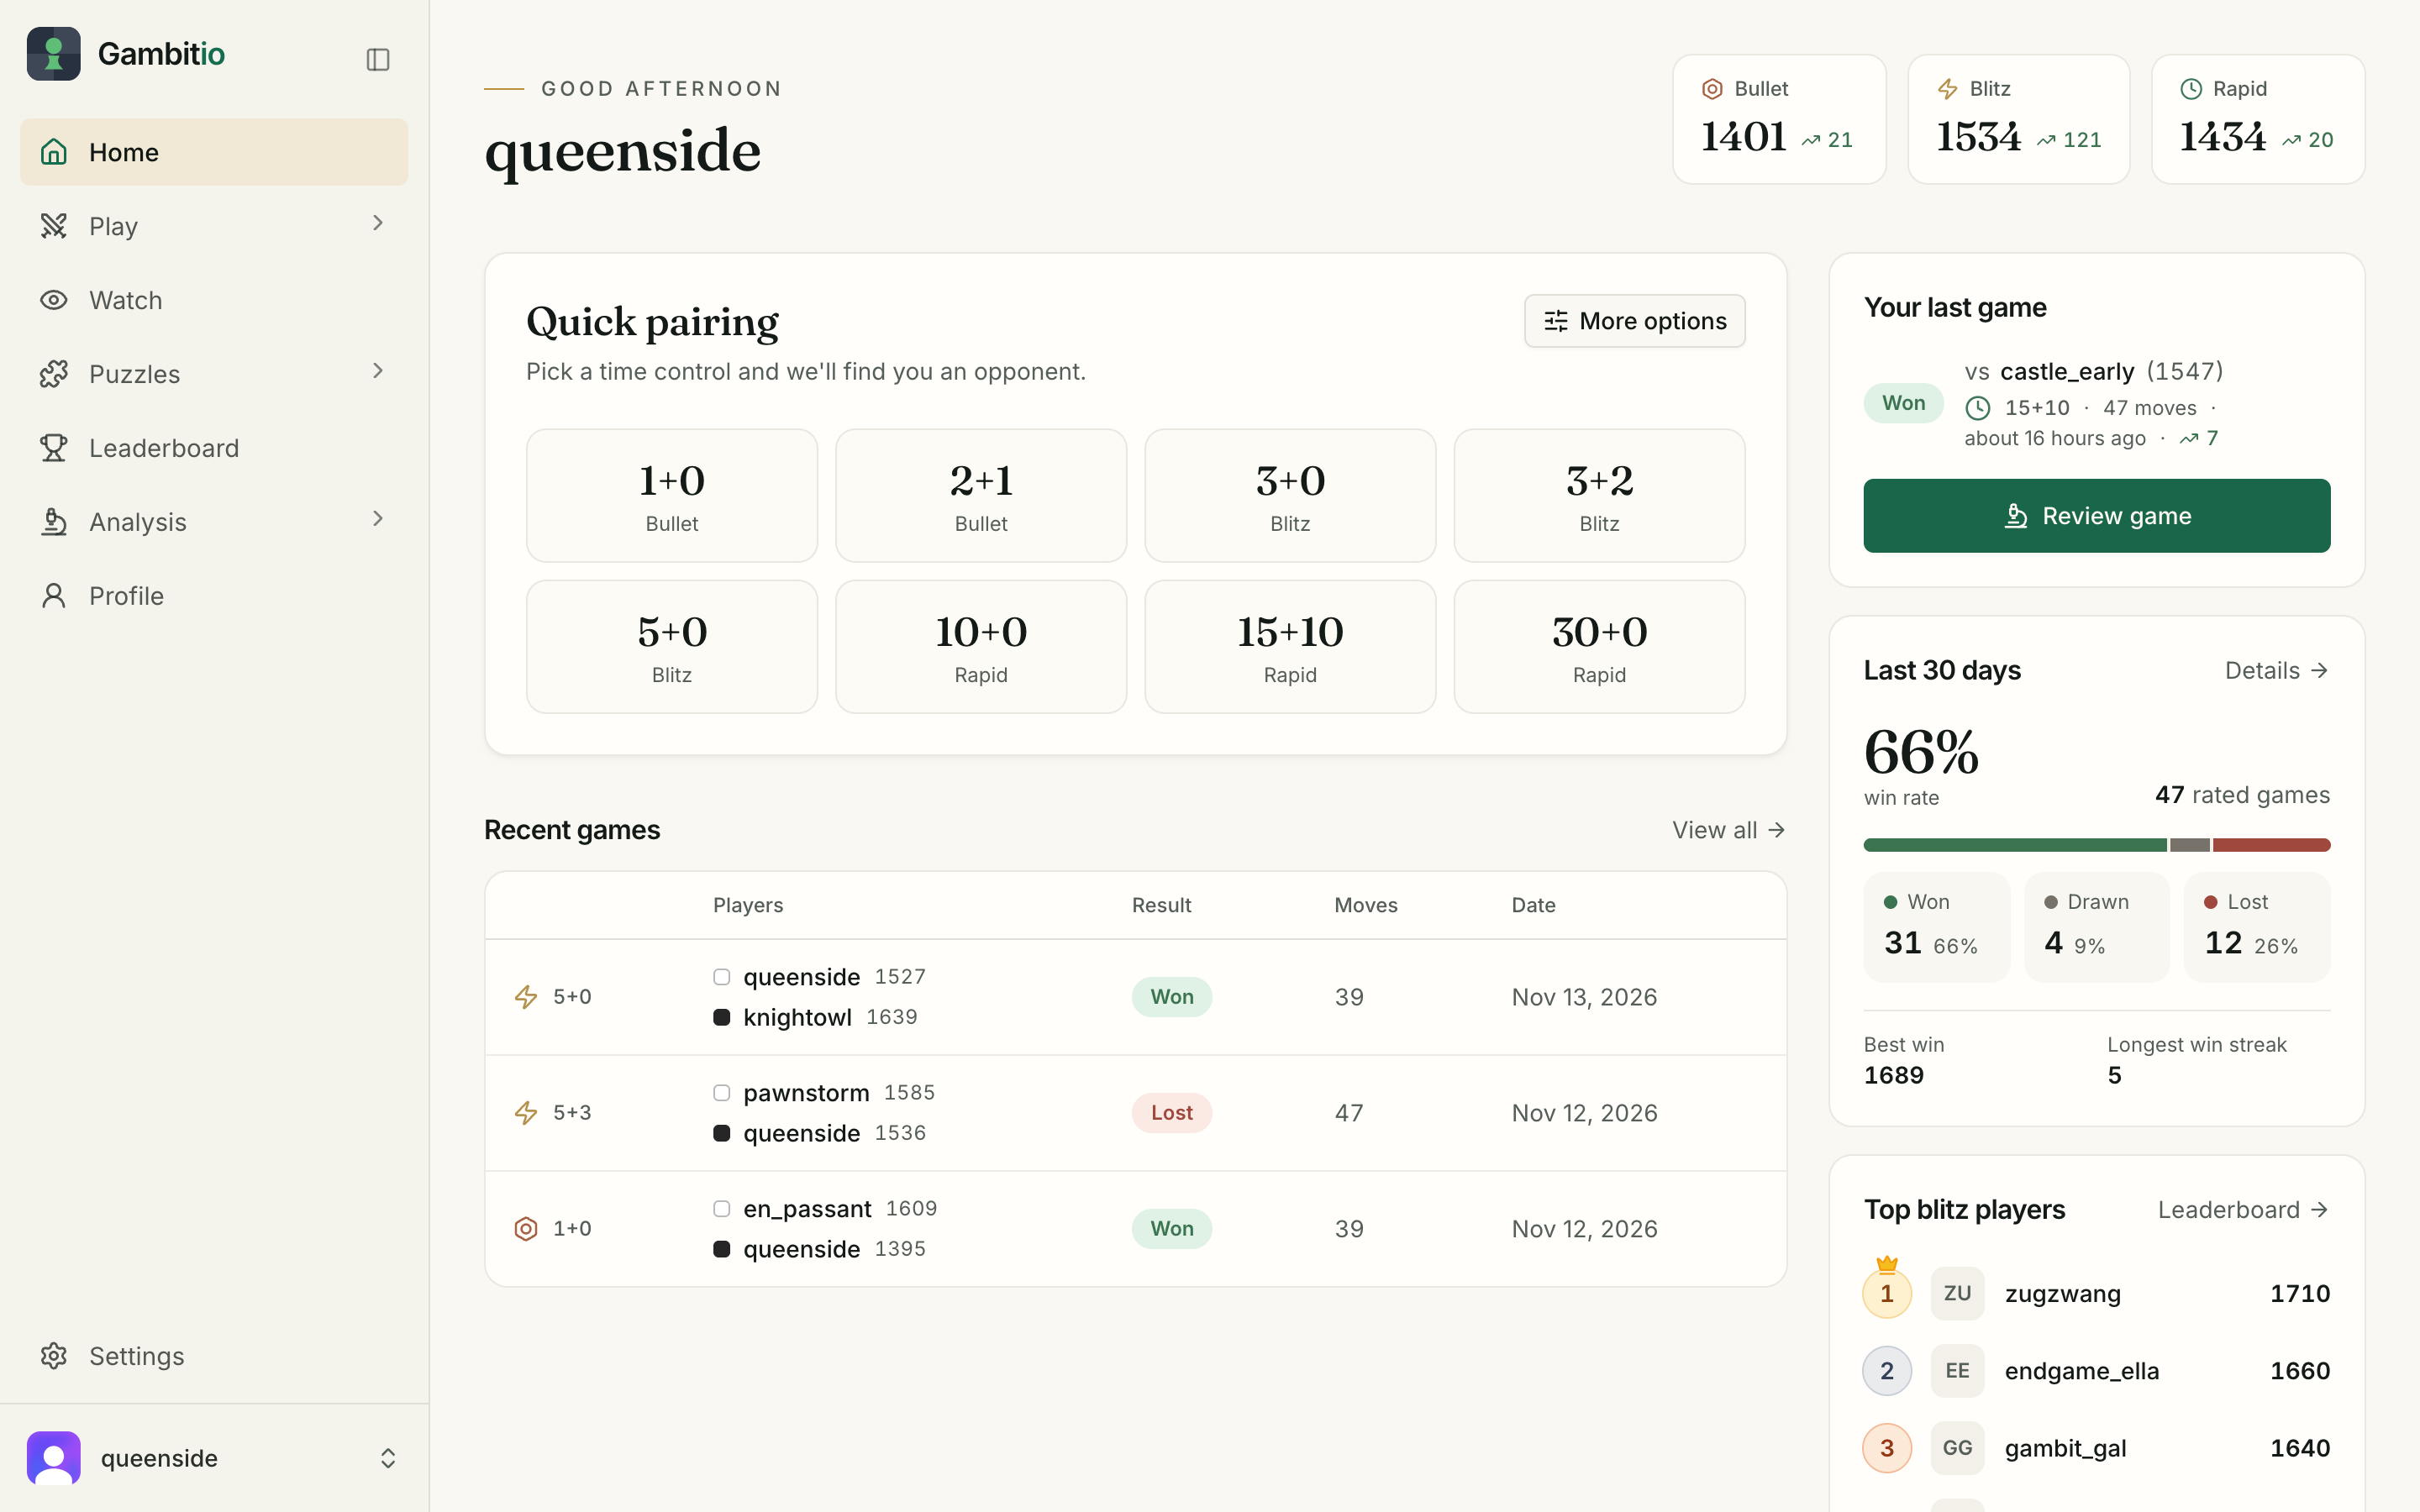 Gambitio
Home
Play
Watch
Puzzles
Leaderboard
Analysis
Profile
Settings
queenside
GOOD AFTERNOON
queenside
Bullet
1401 21
Blitz
1534 121
Rapid
1434 20
Quick pairing
More options
Pick a time control and we'll find you an opponent.
1+0
Bullet
2+1
Bullet
3+0
Blitz
3+2
Blitz
5+0
Blitz
10+0
Rapid
15+10
Rapid
30+0
Rapid
Recent games
View all
Players Result Moves Date
5+0
queenside 1527
knightowl 1639
Won 39 Nov 13, 2026
5+3
pawnstorm 1585
queenside 1536
Lost 47 Nov 12, 2026
1+0
en_passant 1609
queenside 1395
Won 39 Nov 12, 2026
Your last game
Won
vs castle_early (1547)
15+10 · 47 moves ·
about 16 hours ago · 7
Review game
Last 30 days
Details
66%
win rate
47 rated games
Won
31 66%
Drawn
4 9%
Lost
12 26%
Best win
1689
Longest win streak
5
Top blitz players
Leaderboard
1 ZU zugzwang 1710
2 EE endgame_ella 1660
3 GG gambit_gal 1640